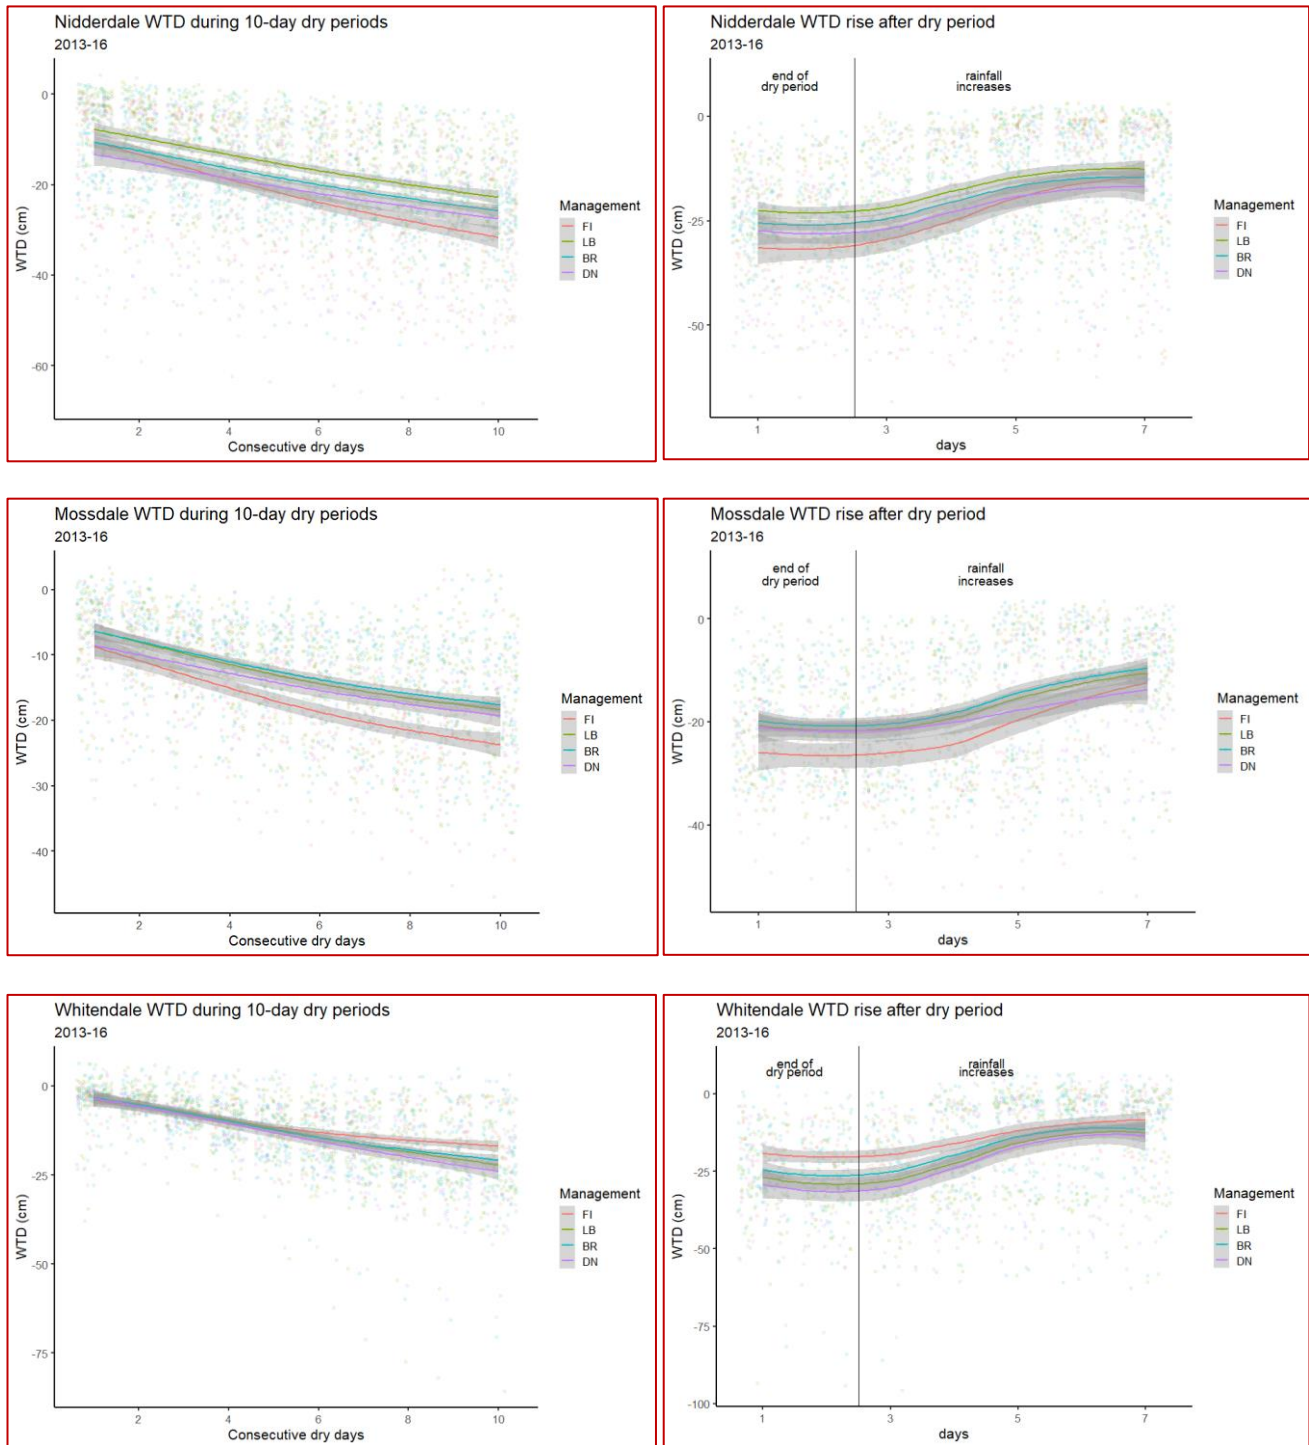 Nidderdale WTD during 10-day dry periods
2013-16
0
-20
-40
-60
WTD (cm)
2
4
6
8
10
Consecutive dry days
Management
FI
LB
BR
DN
Nidderdale WTD rise after dry period
2013-16
end of
dry period
rainfall
increases
0
-25
-50
WTD (cm)
1
3
5
7
days
Management
FI
LB
BR
DN
Mossdale WTD during 10-day dry periods
2013-16
0
-10
-20
-30
-40
WTD (cm)
2
4
6
8
10
Consecutive dry days
Management
FI
LB
BR
DN
Mossdale WTD rise after dry period
2013-16
end of
dry period
rainfall
increases
0
-20
-40
WTD (cm)
1
3
5
7
days
Management
FI
LB
BR
DN
Whitendale WTD during 10-day dry periods
2013-16
0
-25
-50
-75
WTD (cm)
2
4
6
8
10
Consecutive dry days
Management
FI
LB
BR
DN
Whitendale WTD rise after dry period
2013-16
end of
dry period
rainfall
increases
0
-25
-50
-75
-100
WTD (cm)
1
3
5
7
days
Management
FI
LB
BR
DN